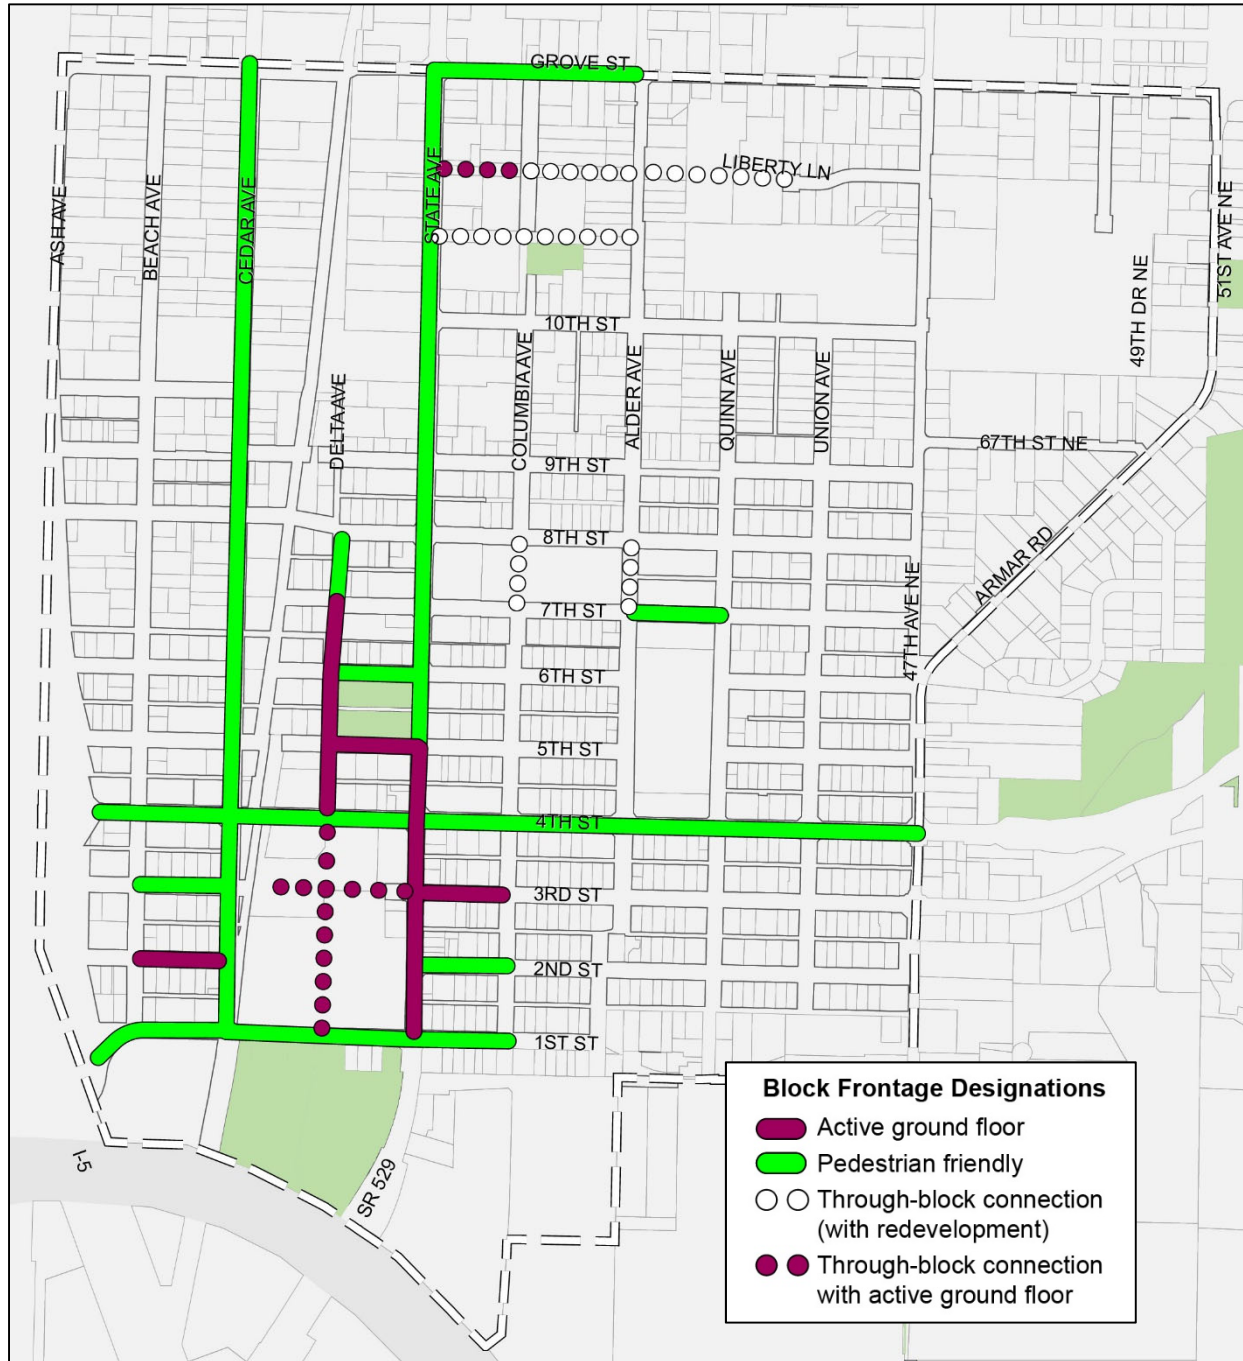 GROVE ST
LIBERTY LN
ASH AVE
BEACH AVE
CEDAR AVE
STATE AVE
51ST AVE NE
49TH DR NE
10TH ST
DELTA AVE
COLUMBIA AVE
ALDER AVE
QUINN AVE
UNION AVE
67TH ST NE
9TH ST
8TH ST
ARMAR RD
7TH ST
47TH AVE NE
6TH ST
5TH ST
4TH ST
3RD ST
2ND ST
1ST ST
I-5
SR 529
Block Frontage Designations
Active ground floor
Pedestrian friendly
Through-block connection
(with redevelopment)
Through-block connection
with active ground floor